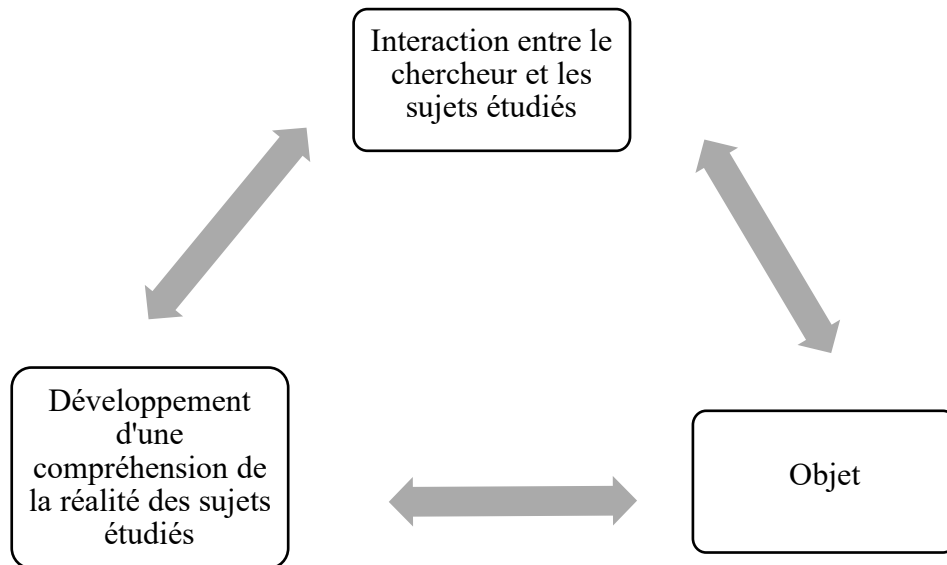 Interaction entre le
chercheur et les
sujets étudiés
Développement
d'une
compréhension de
la réalité des sujets
étudiés
Objet